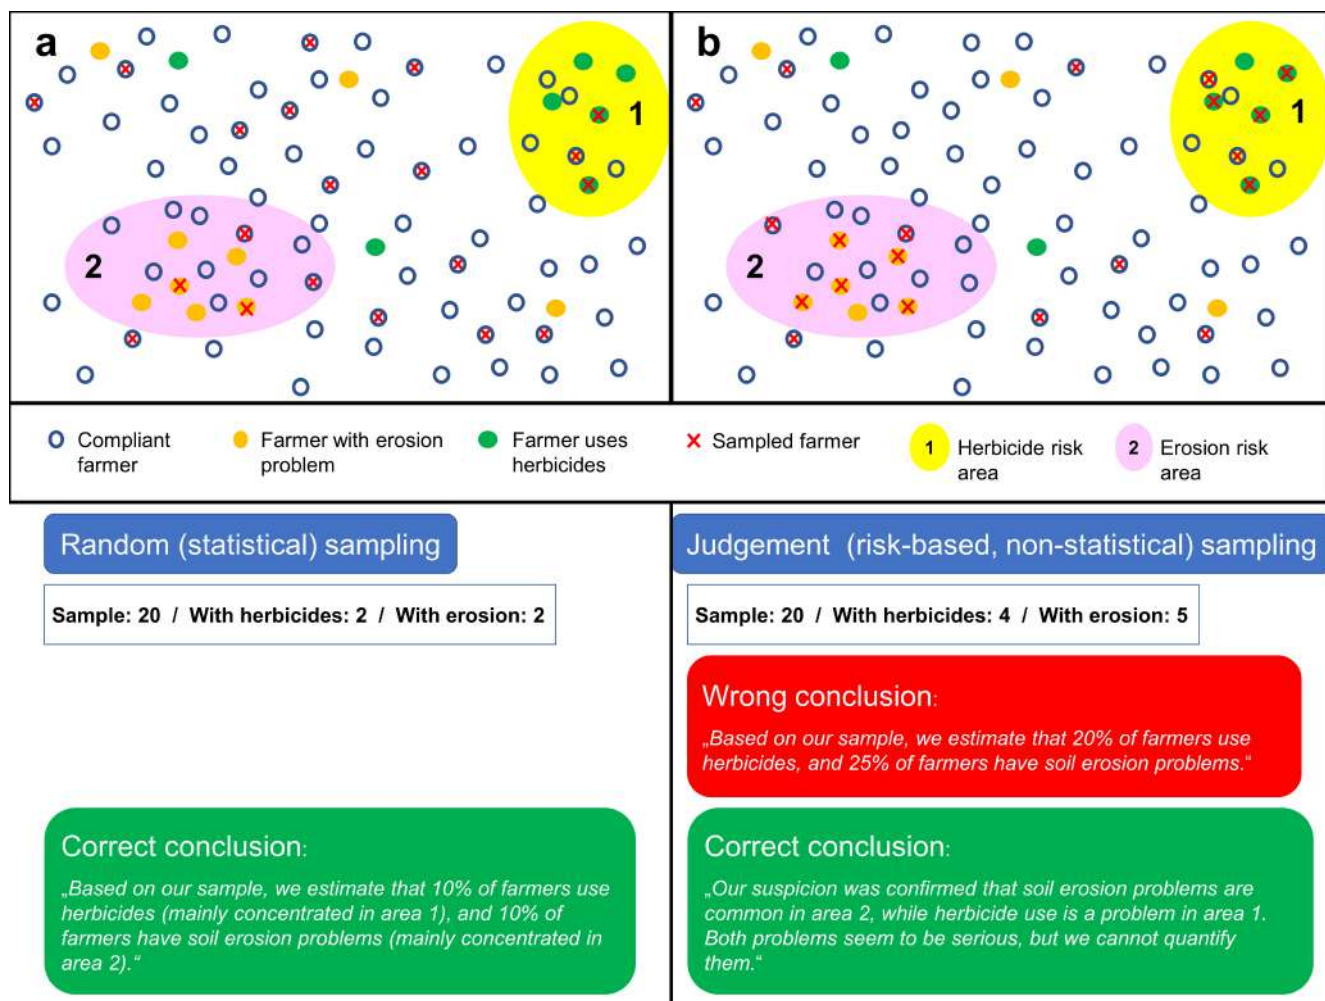 a
b
1
1
2
2
Compliant
farmer
Farmer with erosion
problem
Farmer uses
herbicides
Sampled farmer
1
Herbicide risk
area
2
Erosion risk
area
Random (statistical) sampling
Sample: 20 / With herbicides: 2 / With erosion: 2
Correct conclusion:
„Based on our sample, we estimate that 10% of farmers use
herbicides (mainly concentrated in area 1), and 10% of
farmers have soil erosion problems (mainly concentrated in
area 2).“
Judgement (risk-based, non-statistical) sampling
Sample: 20 / With herbicides: 4 / With erosion: 5
Wrong conclusion:
„Based on our sample, we estimate that 20% of farmers use
herbicides, and 25% of farmers have soil erosion problems.“
Correct conclusion:
„Our suspicion was confirmed that soil erosion problems are
common in area 2, while herbicide use is a problem in area 1.
Both problems seem to be serious, but we cannot quantify
them.“